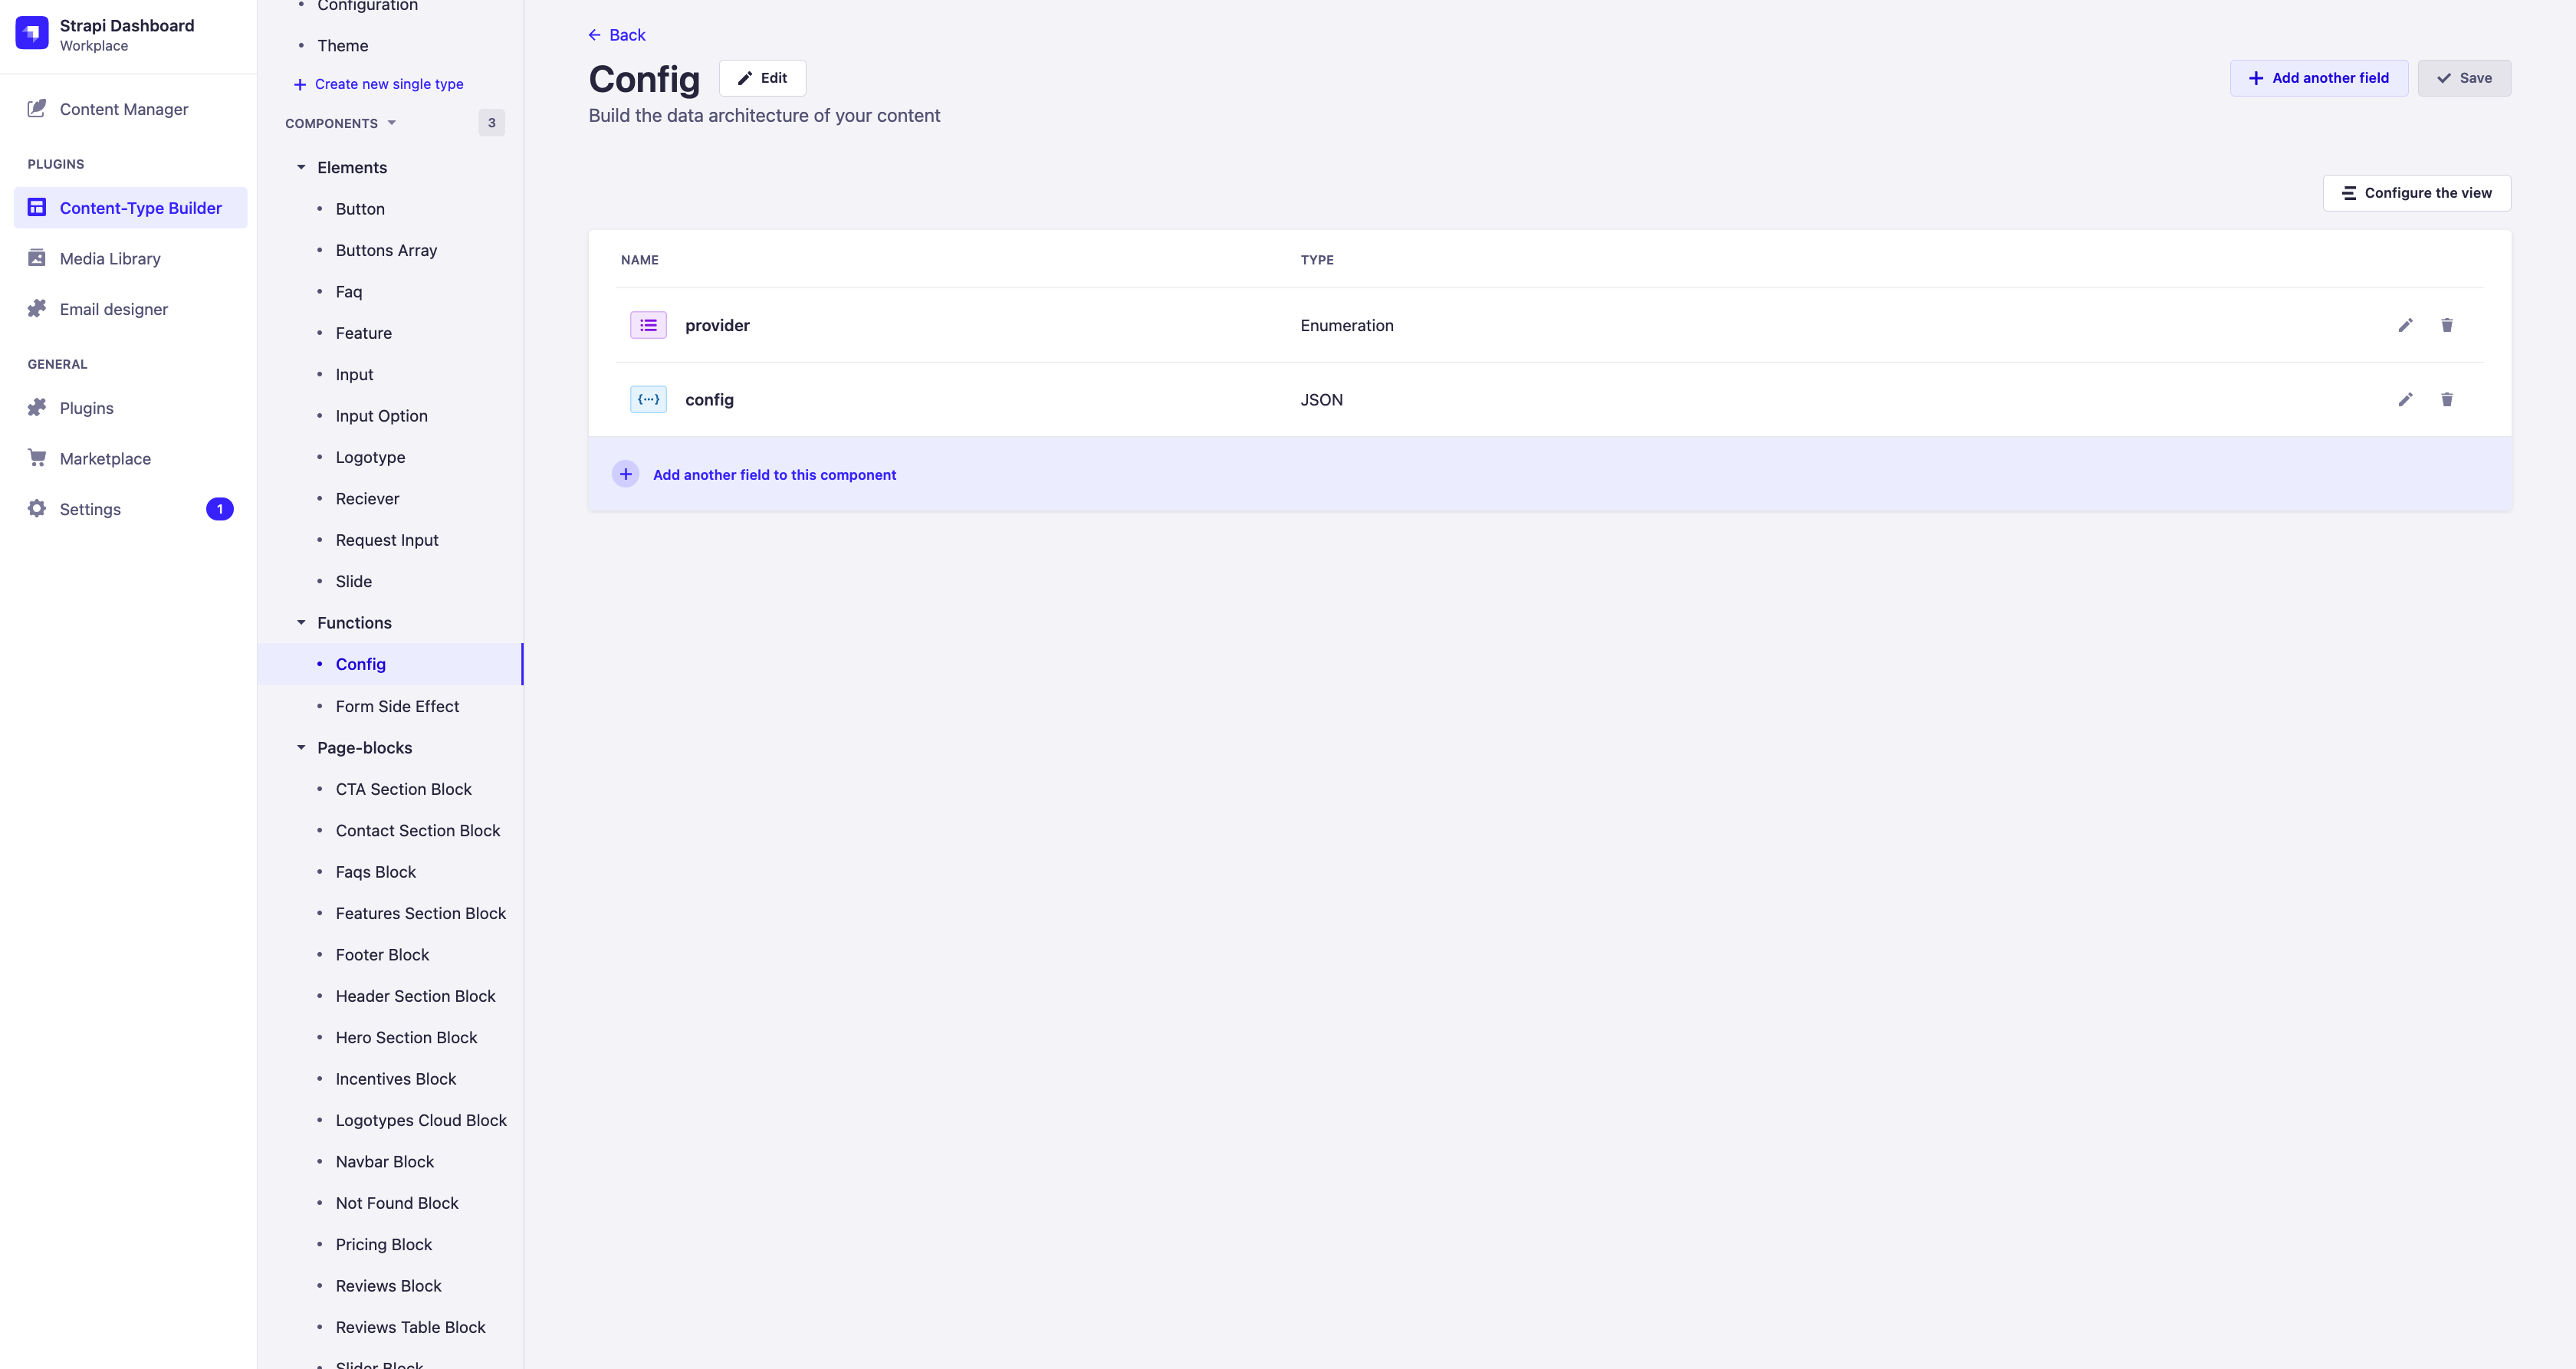 Strapi Dashboard
Workplace
Content Manager
PLUGINS
Content-Type Builder
Media Library
Email designer
GENERAL
Plugins
Marketplace
Settings
1
Configuration
Theme
Create new single type
COMPONENTS
3
Elements
Button
Buttons Array
Faq
Feature
Input
Input Option
Logotype
Reciever
Request Input
Slide
Functions
Config
Form Side Effect
Page-blocks
CTA Section Block
Contact Section Block
Faqs Block
Features Section Block
Footer Block
Header Section Block
Hero Section Block
Incentives Block
Logotypes Cloud Block
Navbar Block
Not Found Block
Pricing Block
Reviews Block
Reviews Table Block
Slider Block
Back
Config
Edit
Add another field
Save
Build the data architecture of your content
Configure the view
NAME TYPE
provider Enumeration
config JSON
Add another field to this component